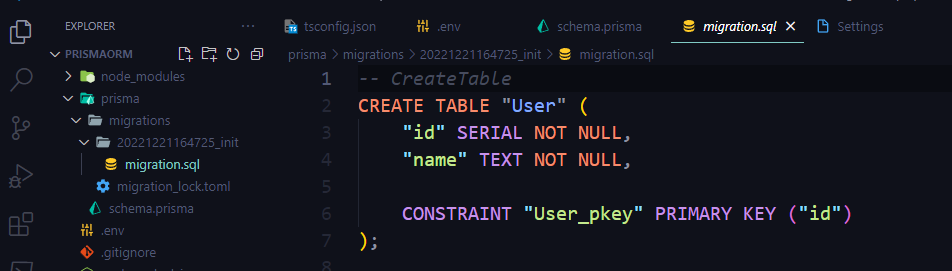 EXPLORER
tsconfig.json
.env
schema.prisma
migration.sql
Settings
PRISMAORM
prisma > migrations > 20221221164725_init > migration.sql
node_modules
prisma
migrations
20221221164725_init
migration.sql
migration_lock.toml
schema.prisma
.env
.gitignore
1 -- CreateTable
2 CREATE TABLE "User" (
3 "id" SERIAL NOT NULL,
4 "name" TEXT NOT NULL,
5
6 CONSTRAINT "User_pkey" PRIMARY KEY ("id")
7 );